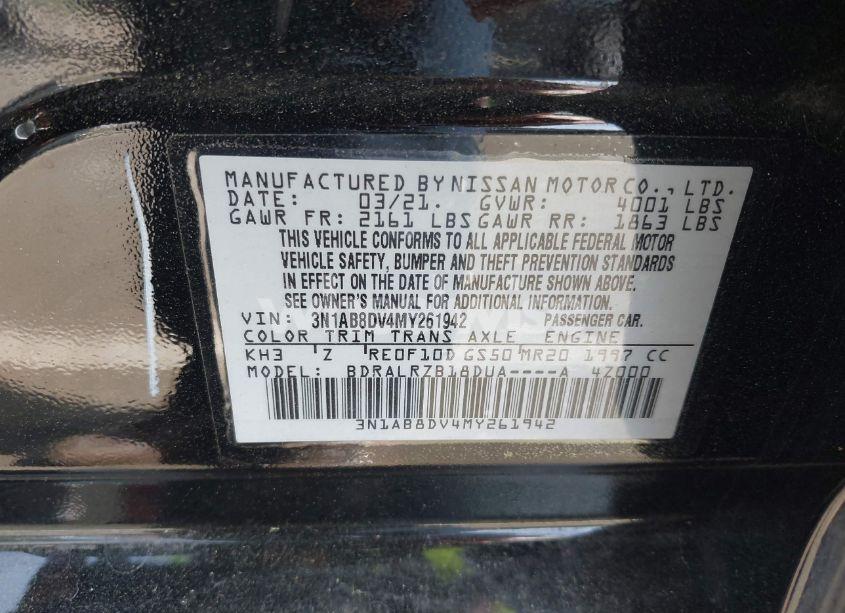 MANUFACTURED BY NISSAN MOTOR CO., LTD.
DATE: 03/21. GVWR: 4001 LBS
GAWR FR: 2161 LBS GAWR RR: 1863 LBS
THIS VEHICLE CONFORMS TO ALL APPLICABLE FEDERAL MOTOR
VEHICLE SAFETY, BUMPER AND THEFT PREVENTION STANDARDS
IN EFFECT ON THE DATE OF MANUFACTURE SHOWN ABOVE.
SEE OWNER'S MANUAL FOR ADDITIONAL INFORMATION.
VIN: 3N1AB8DV4MY261942 PASSENGER CAR.
COLOR TRIM TRANS AXLE ENGINE
KH3 Z RE0F10D GS50 MR20 1997 CC
MODEL: BDRALRZB18DUA----A 4Z000
3N1AB8DV4MY261942